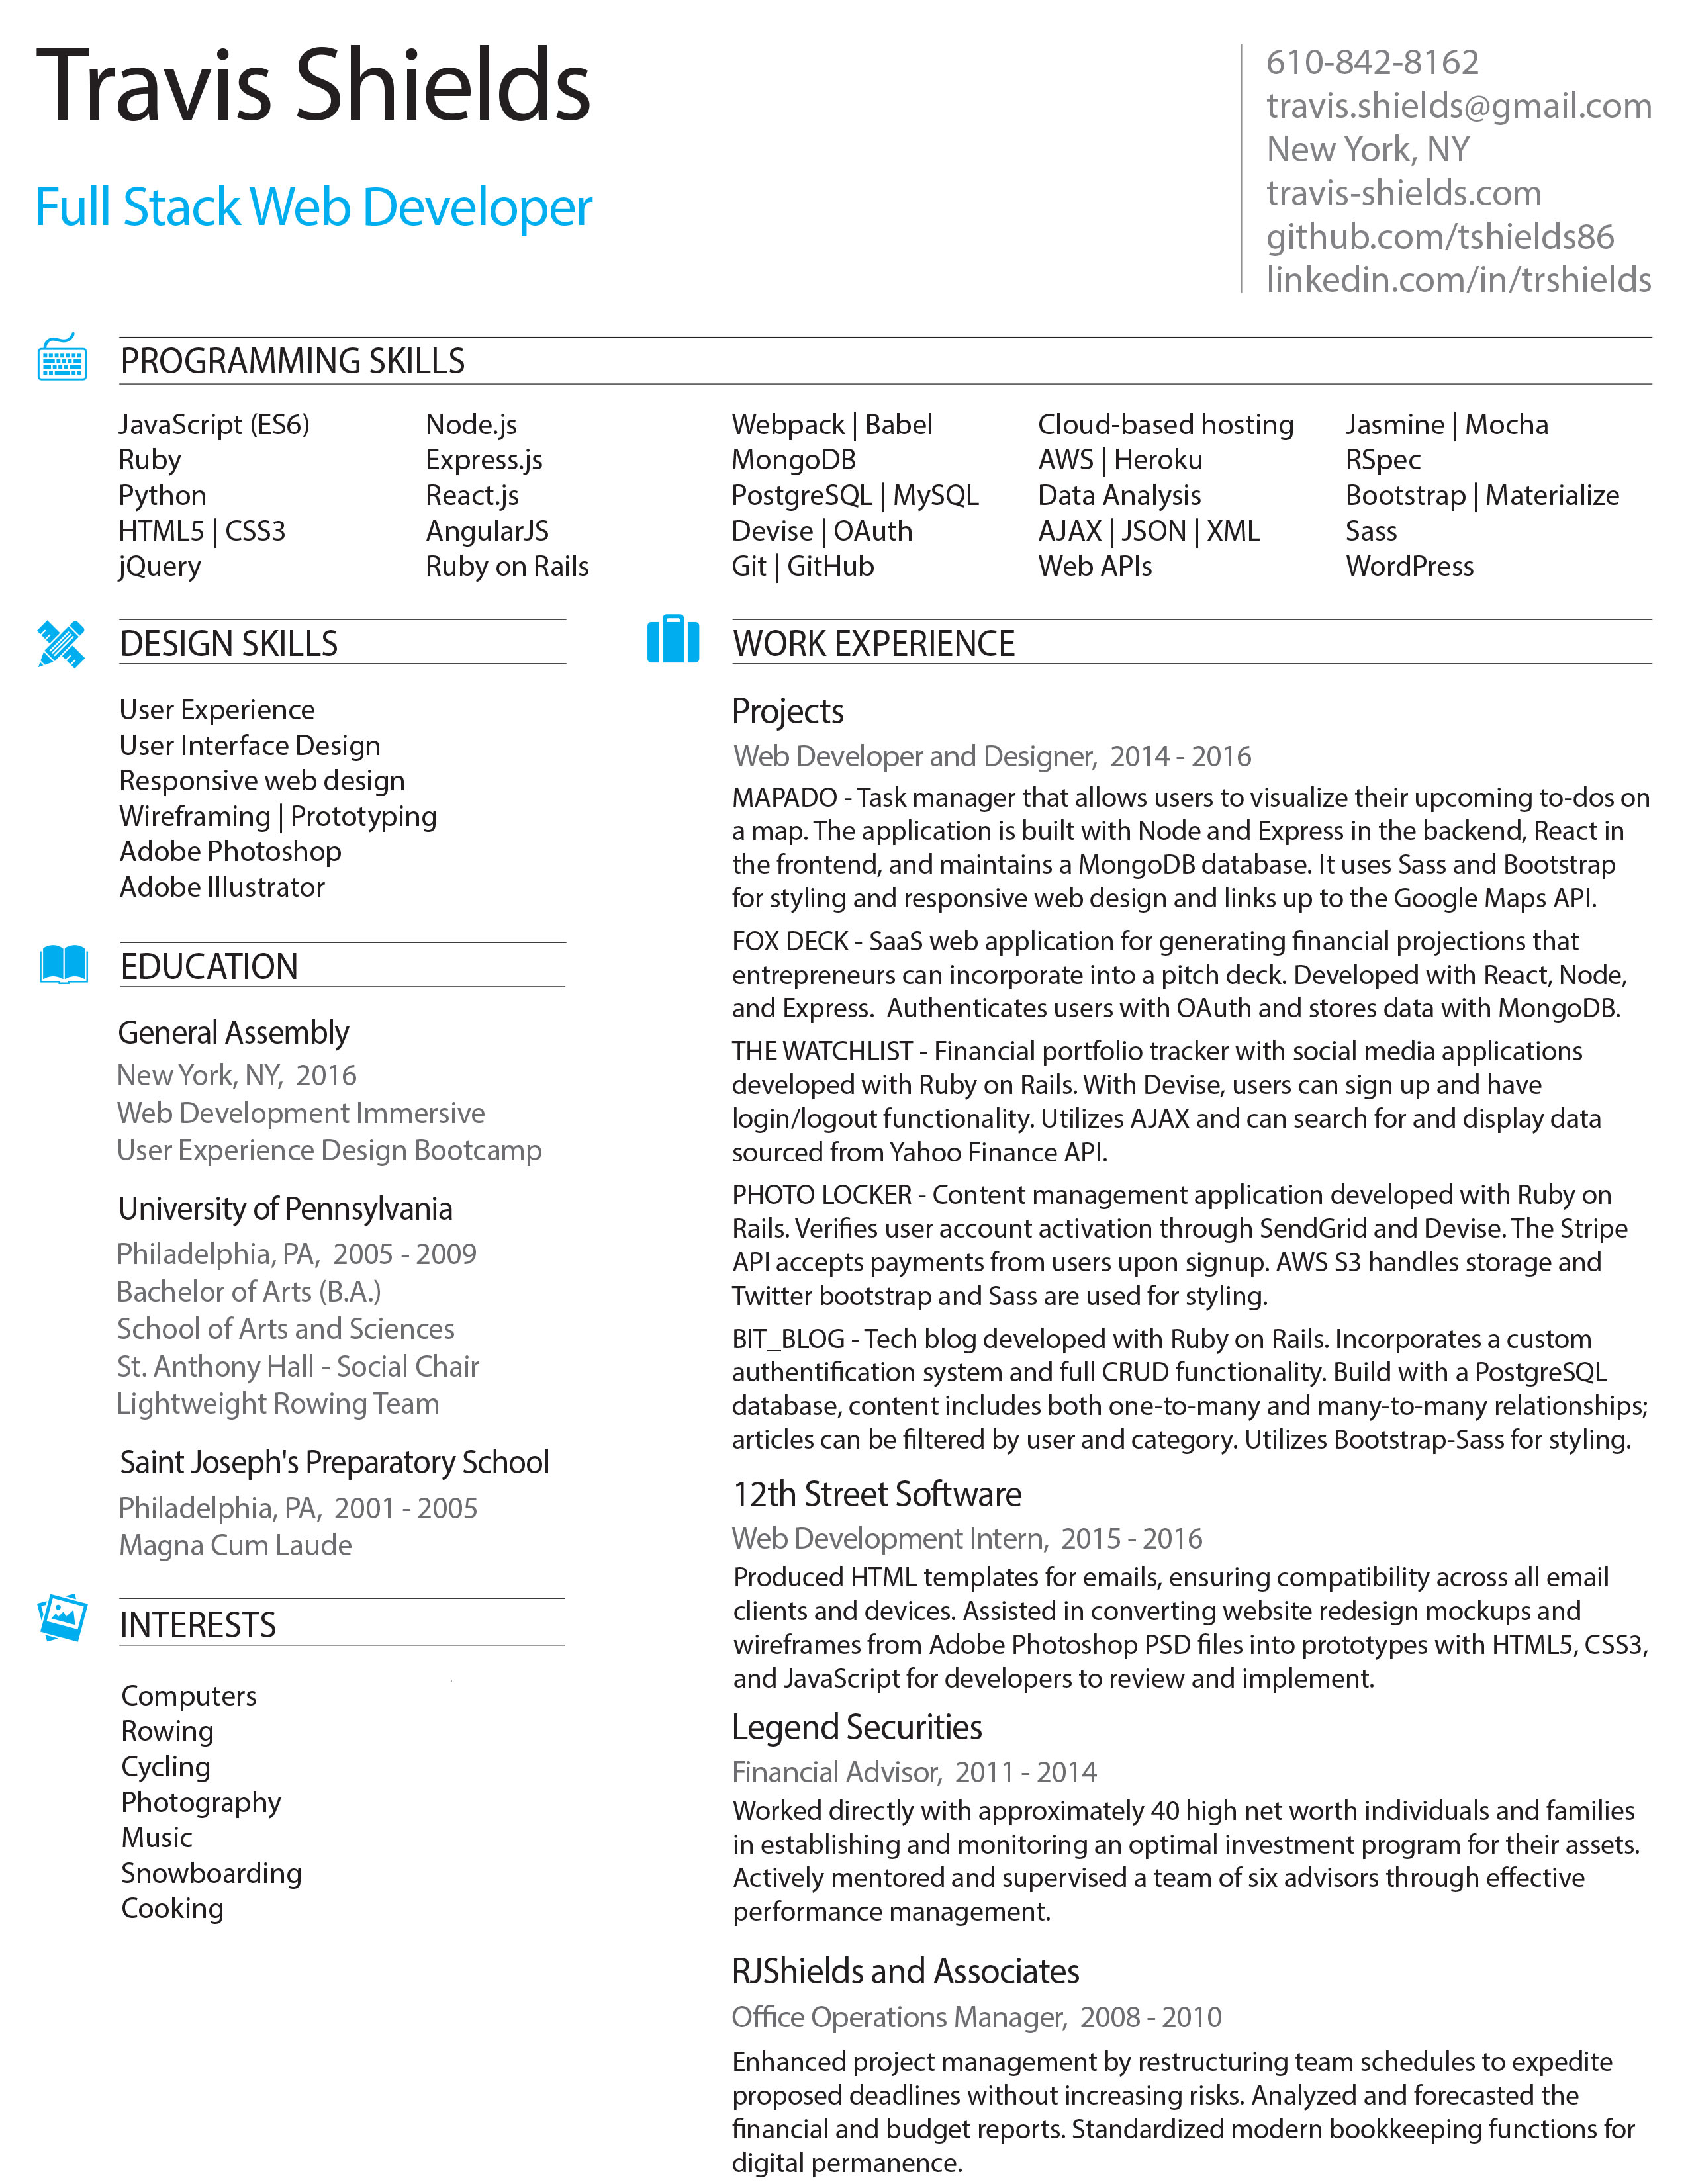 Travis Shields
Full Stack Web Developer
610-842-8162
travis.shields@gmail.com
New York, NY
travis-shields.com
github.com/tshields86
linkedin.com/in/trshields
PROGRAMMING SKILLS
JavaScript (ES6)
Ruby
Python
HTML5 | CSS3
jQuery
Node.js
Express.js
React.js
AngularJS
Ruby on Rails
Webpack | Babel
MongoDB
PostgreSQL | MySQL
Devise | OAuth
Git | GitHub
Cloud-based hosting
AWS | Heroku
Data Analysis
AJAX | JSON | XML
Web APIs
Jasmine | Mocha
RSpec
Bootstrap | Materialize
Sass
WordPress
DESIGN SKILLS
User Experience
User Interface Design
Responsive web design
Wireframing | Prototyping
Adobe Photoshop
Adobe Illustrator
EDUCATION
General Assembly
New York, NY, 2016
Web Development Immersive
User Experience Design Bootcamp
University of Pennsylvania
Philadelphia, PA, 2005 - 2009
Bachelor of Arts (B.A.)
School of Arts and Sciences
St. Anthony Hall - Social Chair
Lightweight Rowing Team
Saint Joseph's Preparatory School
Philadelphia, PA, 2001 - 2005
Magna Cum Laude
INTERESTS
Computers
Rowing
Cycling
Photography
Music
Snowboarding
Cooking
WORK EXPERIENCE
Projects
Web Developer and Designer, 2014 - 2016
MAPADO - Task manager that allows users to visualize their upcoming to-dos on
a map. The application is built with Node and Express in the backend, React in
the frontend, and maintains a MongoDB database. It uses Sass and Bootstrap
for styling and responsive web design and links up to the Google Maps API.
FOX DECK - SaaS web application for generating financial projections that
entrepreneurs can incorporate into a pitch deck. Developed with React, Node,
and Express. Authenticates users with OAuth and stores data with MongoDB.
THE WATCHLIST - Financial portfolio tracker with social media applications
developed with Ruby on Rails. With Devise, users can sign up and have
login/logout functionality. Utilizes AJAX and can search for and display data
sourced from Yahoo Finance API.
PHOTO LOCKER - Content management application developed with Ruby on
Rails. Verifies user account activation through SendGrid and Devise. The Stripe
API accepts payments from users upon signup. AWS S3 handles storage and
Twitter bootstrap and Sass are used for styling.
BIT_BLOG - Tech blog developed with Ruby on Rails. Incorporates a custom
authentification system and full CRUD functionality. Build with a PostgreSQL
database, content includes both one-to-many and many-to-many relationships;
articles can be filtered by user and category. Utilizes Bootstrap-Sass for styling.
12th Street Software
Web Development Intern, 2015 - 2016
Produced HTML templates for emails, ensuring compatibility across all email
clients and devices. Assisted in converting website redesign mockups and
wireframes from Adobe Photoshop PSD files into prototypes with HTML5, CSS3,
and JavaScript for developers to review and implement.
Legend Securities
Financial Advisor, 2011 - 2014
Worked directly with approximately 40 high net worth individuals and families
in establishing and monitoring an optimal investment program for their assets.
Actively mentored and supervised a team of six advisors through effective
performance management.
RJShields and Associates
Office Operations Manager, 2008 - 2010
Enhanced project management by restructuring team schedules to expedite
proposed deadlines without increasing risks. Analyzed and forecasted the
financial and budget reports. Standardized modern bookkeeping functions for
digital permanence.